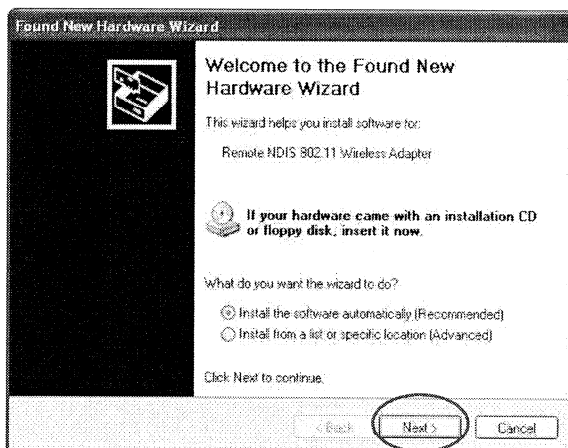 Found New Hardware Wizard
Welcome to the Found New
Hardware Wizard
This wizard helps you install software for:
Remote NDIS 802.11 Wireless Adapter
If your hardware came with an installation CD
or floppy disk, insert it now.
What do you want the wizard to do?
Install the software automatically (Recommended)
Install from a list or specific location (Advanced)
Click Next to continue.
< Back Next > Cancel